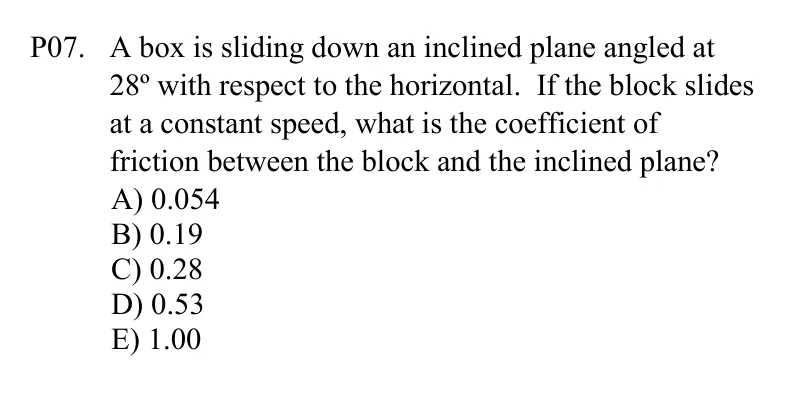 P07. A box is sliding down an inclined plane angled at
28º with respect to the horizontal.  If the block slides
at a constant speed, what is the coefficient of
friction between the block and the inclined plane?
A) 0.054
B) 0.19
C) 0.28
D) 0.53
E) 1.00